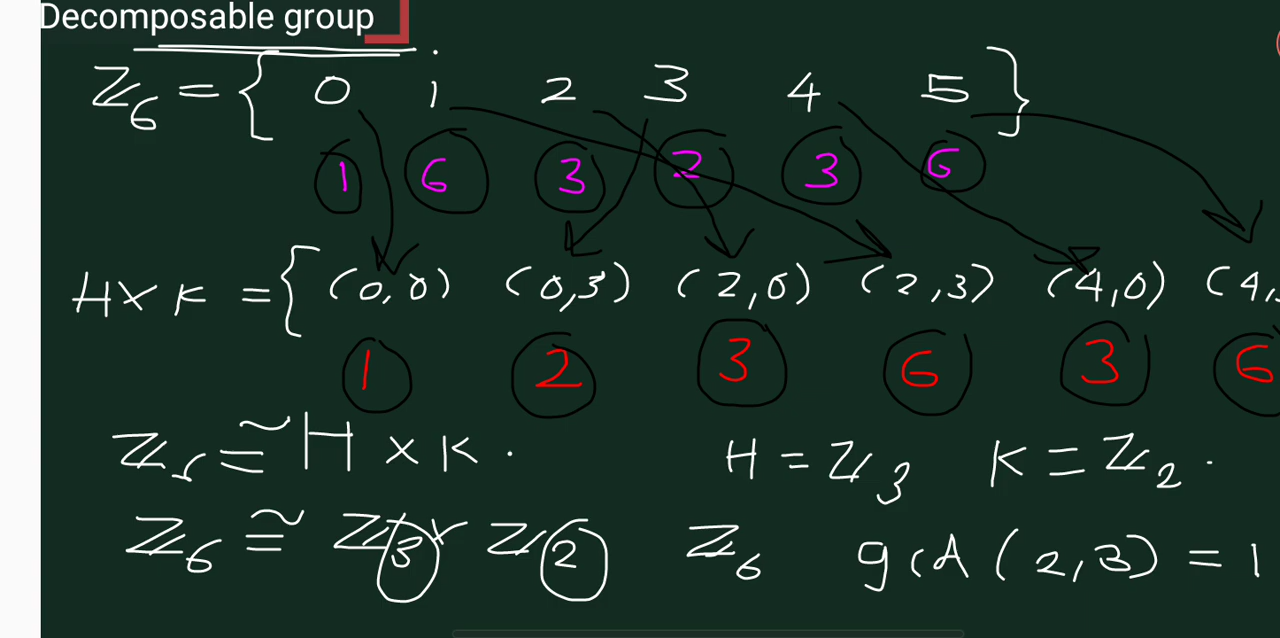 Decomposable group
Z₆ = { 0 1 2 3 4 5 }
1 6 3 2 3 6
H × K = { (0,0) (0,3) (2,0) (2,3) (4,0) (4,
1 2 3 6 3 6
Z₆ ≅ H × K . H = Z₃ K = Z₂ .
Z₆ ≅ Z₃ × Z₂ Z₆ gcd (2,3) = 1